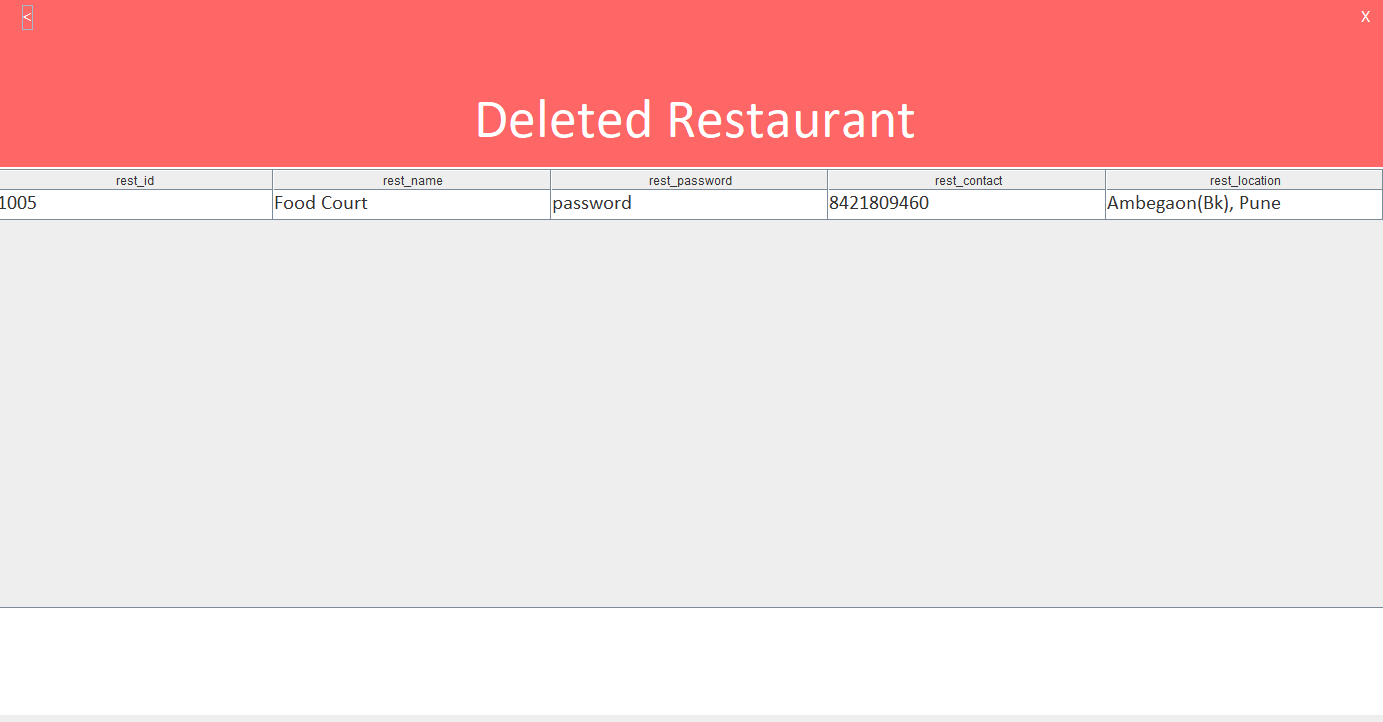 < X
Deleted Restaurant
rest_id rest_name rest_password rest_contact rest_location
1005 Food Court password 8421809460 Ambegaon(Bk), Pune